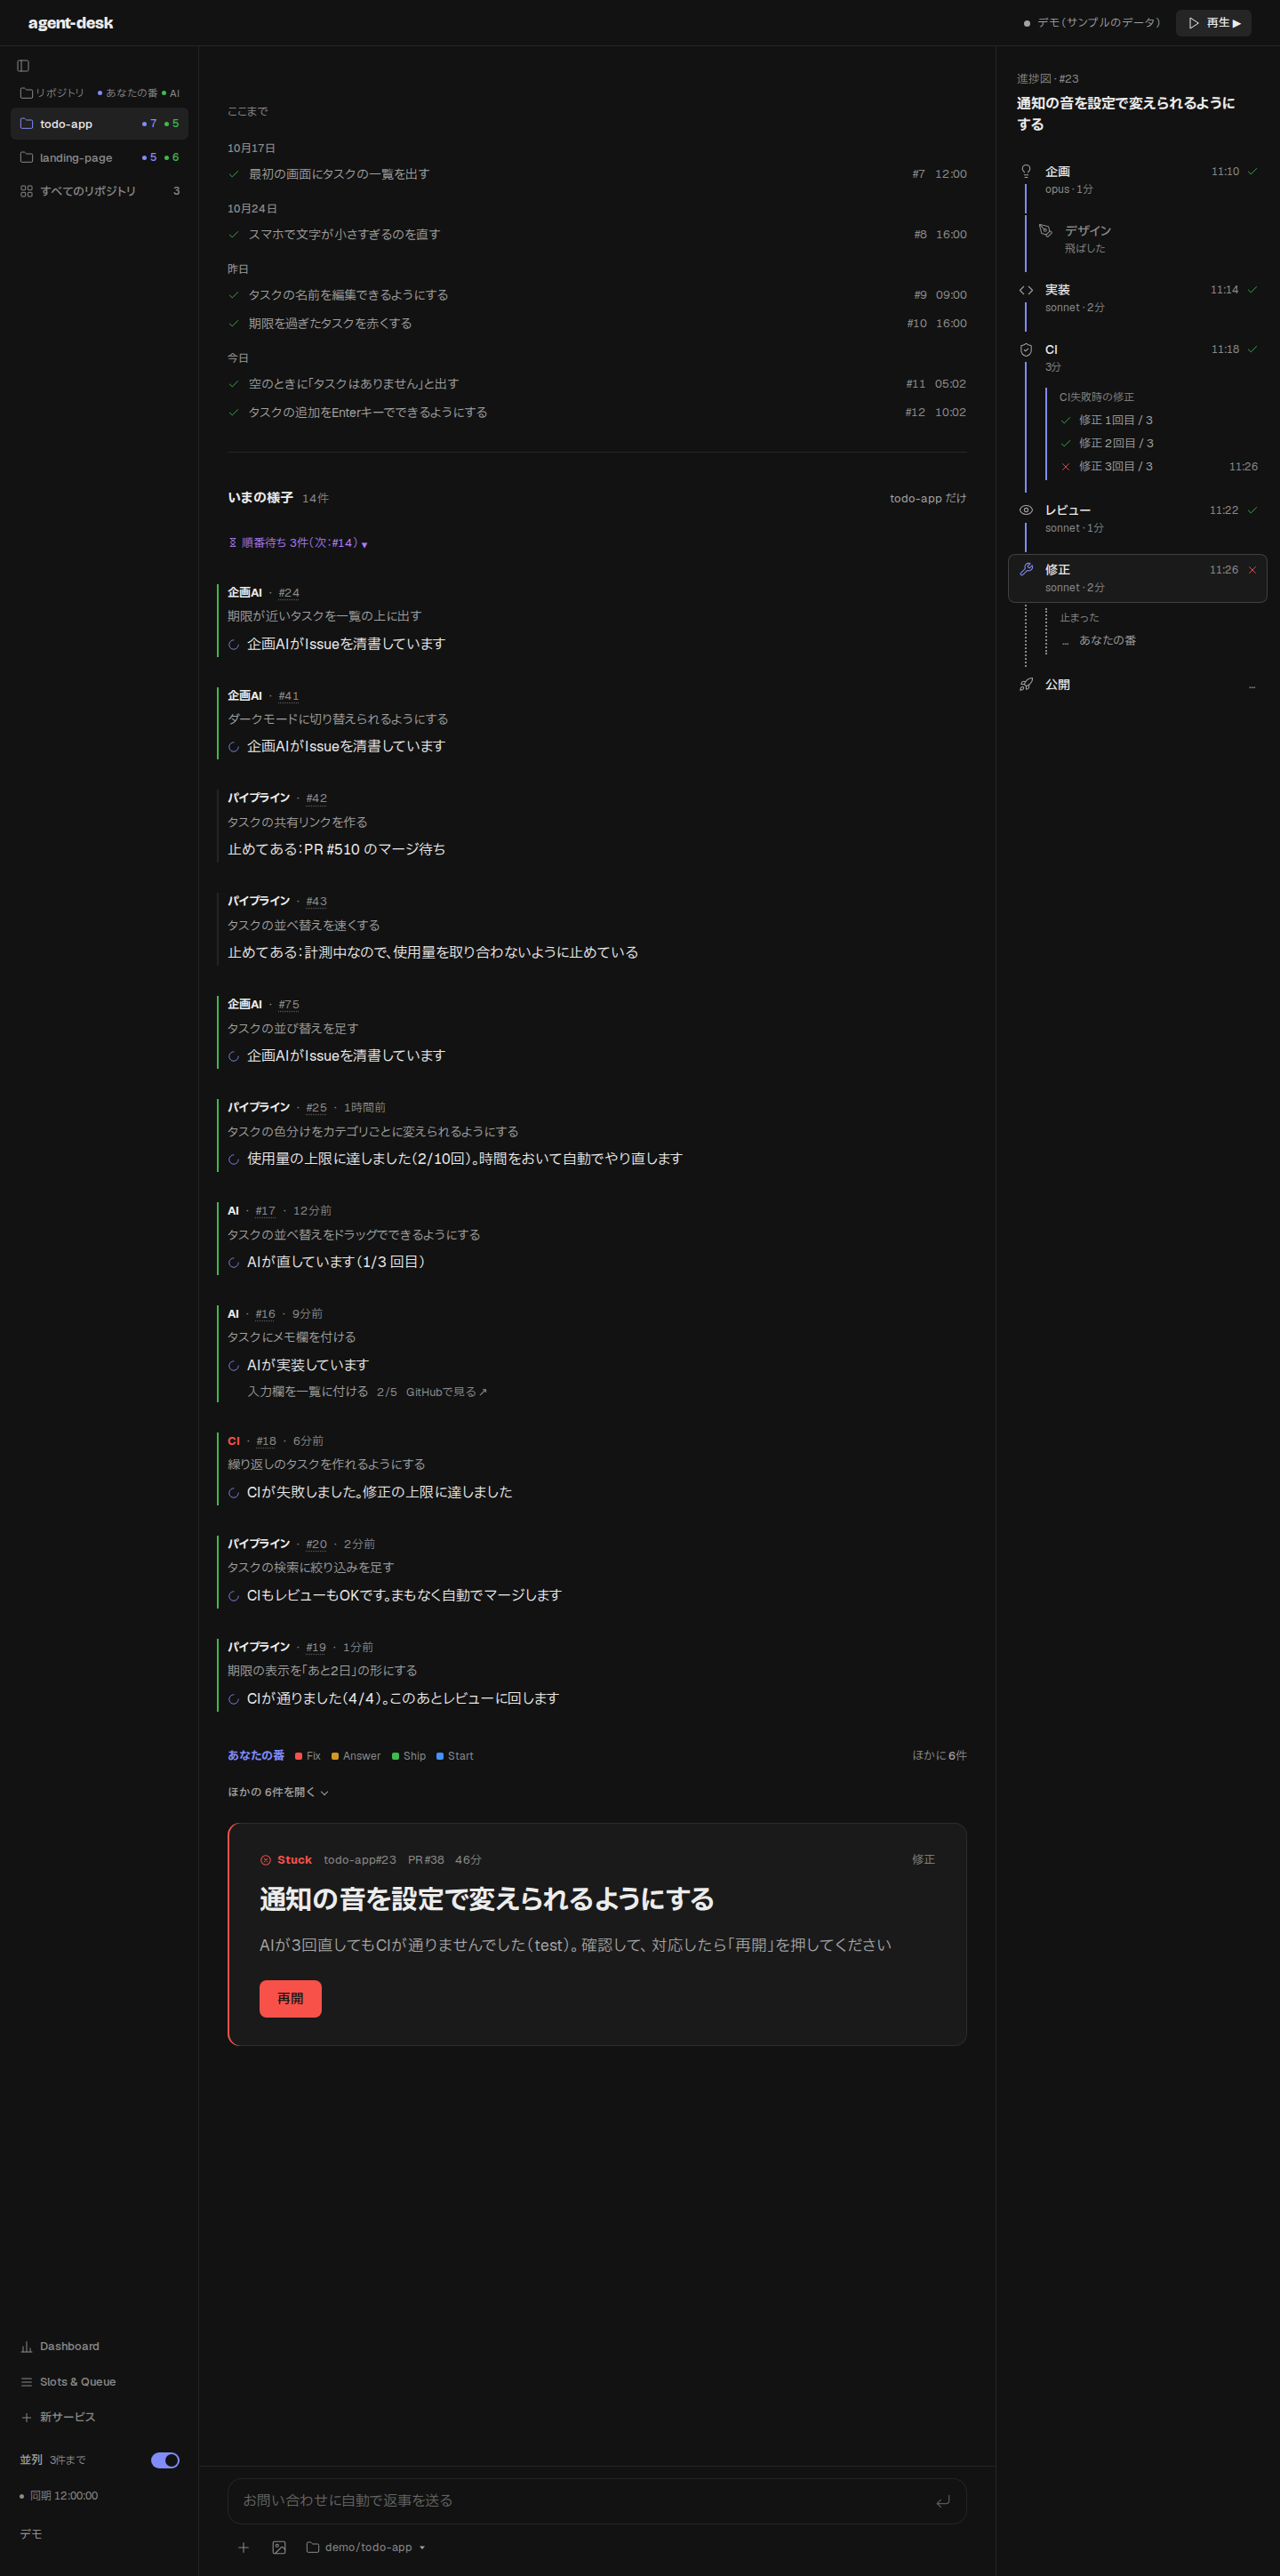 agent-desk
デモ（サンプルのデータ）
再生 ▶
リポジトリ あなたの番 AI
todo-app 7 5
landing-page 5 6
すべてのリポジトリ 3
ここまで
10月17日
最初の画面にタスクの一覧を出す #7 12:00
10月24日
スマホで文字が小さすぎるのを直す #8 16:00
昨日
タスクの名前を編集できるようにする #9 09:00
期限を過ぎたタスクを赤くする #10 16:00
今日
空のときに「タスクはありません」と出す #11 05:02
タスクの追加をEnterキーでできるようにする #12 10:02
いまの様子 14件 todo-app だけ
順番待ち 3件（次：#14） ▾
企画AI · #24
期限が近いタスクを一覧の上に出す
企画AIがIssueを清書しています
企画AI · #41
ダークモードに切り替えられるようにする
企画AIがIssueを清書しています
パイプライン · #42
タスクの共有リンクを作る
止めてある：PR #510 のマージ待ち
パイプライン · #43
タスクの並べ替えを速くする
止めてある：計測中なので、使用量を取り合わないように止めている
企画AI · #75
タスクの並び替えを足す
企画AIがIssueを清書しています
パイプライン · #25 · 1時間前
タスクの色分けをカテゴリごとに変えられるようにする
使用量の上限に達しました（2/10回）。時間をおいて自動でやり直します
AI · #17 · 12分前
タスクの並べ替えをドラッグでできるようにする
AIが直しています（1/3 回目）
AI · #16 · 9分前
タスクにメモ欄を付ける
AIが実装しています
入力欄を一覧に付ける 2/5 GitHubで見る ↗
CI · #18 · 6分前
繰り返しのタスクを作れるようにする
CIが失敗しました。修正の上限に達しました
パイプライン · #20 · 2分前
タスクの検索に絞り込みを足す
CIもレビューもOKです。まもなく自動でマージします
パイプライン · #19 · 1分前
期限の表示を「あと2日」の形にする
CIが通りました（4/4）。このあとレビューに回します
あなたの番 Fix Answer Ship Start ほかに 6件
ほかの 6件を開く
Stuck todo-app#23 PR #38 46分 修正
通知の音を設定で変えられるようにする
AIが3回直してもCIが通りませんでした（test）。確認して、対応したら「再開」を押してください
再開
お問い合わせに自動で返事を送る
demo/todo-app
Dashboard
Slots & Queue
新サービス
並列 3件まで
同期 12:00:00
デモ
進捗図 · #23
通知の音を設定で変えられるように
する
企画 11:10
opus · 1分
デザイン
飛ばした
実装 11:14
sonnet · 2分
CI 11:18
3分
CI失敗時の修正
修正 1回目 / 3
修正 2回目 / 3
修正 3回目 / 3 11:26
レビュー 11:22
sonnet · 1分
修正 11:26
sonnet · 2分
止まった
… あなたの番
公開 …